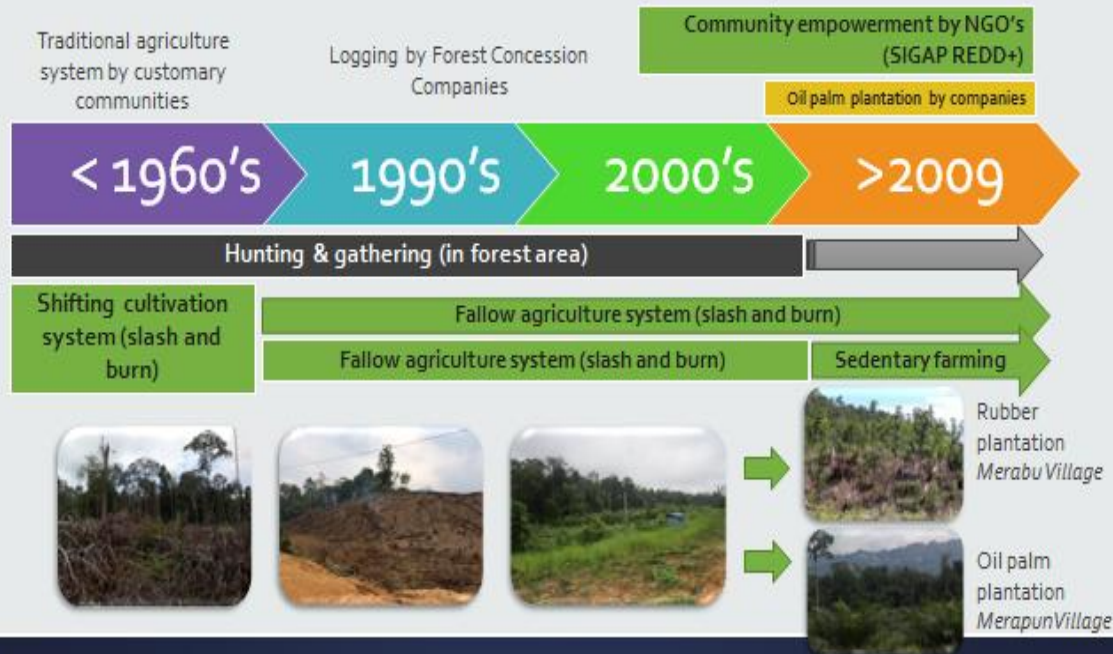 Traditional agriculture
system by customary
communities
Logging by Forest Concession
Companies
Community empowerment by NGO's
(SIGAP REDD+)
Oil palm plantation by companies
< 1960's
1990's
2000's
>2009
Hunting & gathering (in forest area)
Shifting cultivation
system (slash and
burn)
Fallow agriculture system (slash and burn)
Fallow agriculture system (slash and burn)
Sedentary farming
Rubber
plantation
Merabu Village
Oil palm
plantation
Merapun Village